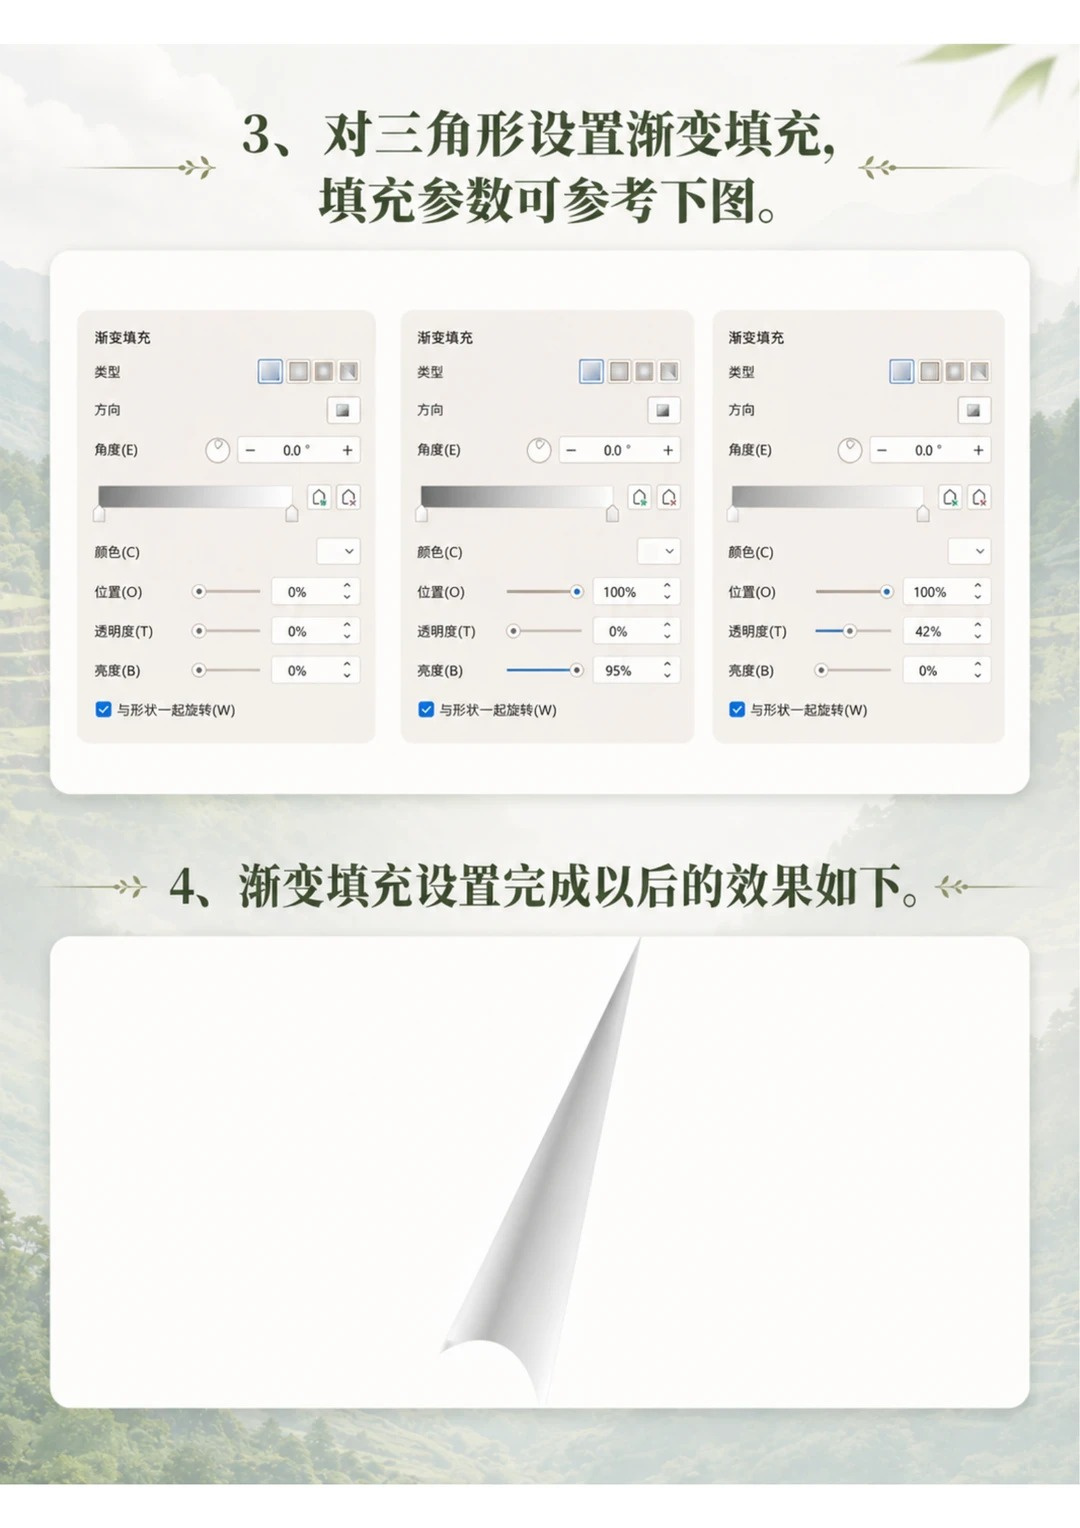 3、对三角形设置渐变填充,
填充参数可参考下图。
渐变填充
类型
方向
角度(E)
− 0.0 ° +
颜色(C)
位置(O) 0%
透明度(T) 0%
亮度(B) 0%
与形状一起旋转(W)
渐变填充
类型
方向
角度(E)
− 0.0 ° +
颜色(C)
位置(O) 100%
透明度(T) 0%
亮度(B) 95%
与形状一起旋转(W)
渐变填充
类型
方向
角度(E)
− 0.0 ° +
颜色(C)
位置(O) 100%
透明度(T) 42%
亮度(B) 0%
与形状一起旋转(W)
4、渐变填充设置完成以后的效果如下。